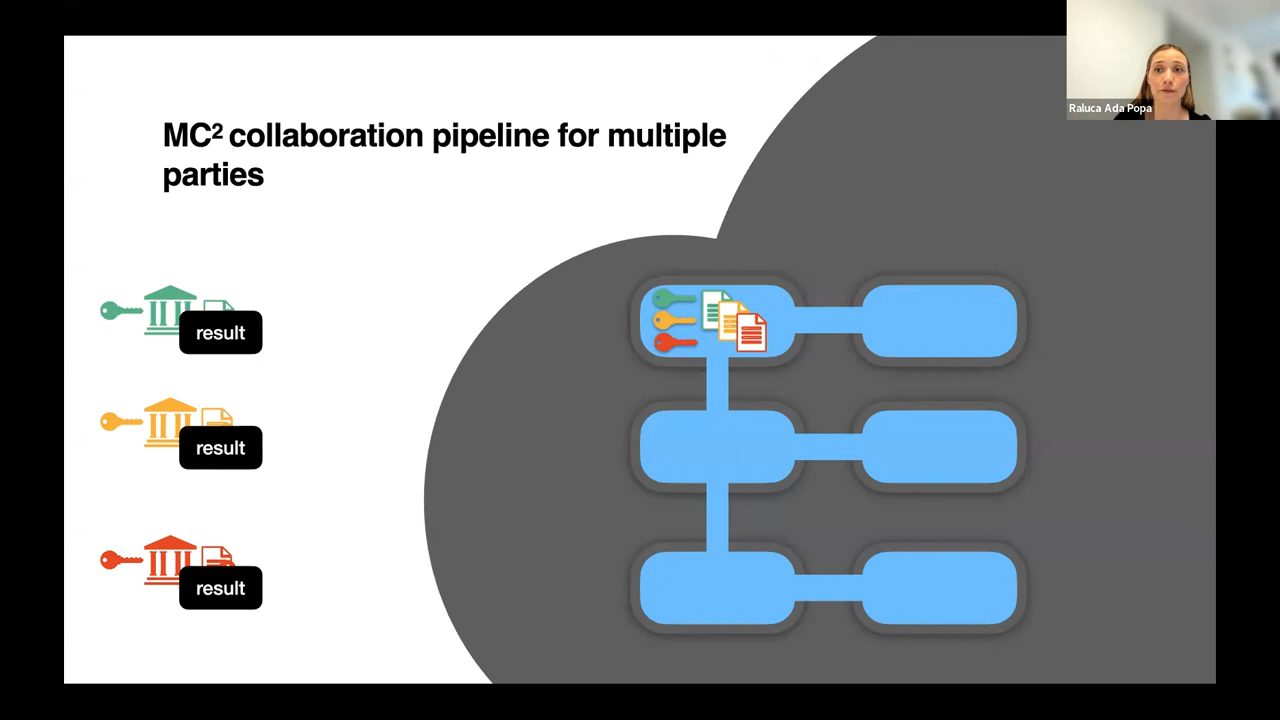 Raluca Ada Popa
MC² collaboration pipeline for multiple
parties
result
result
result